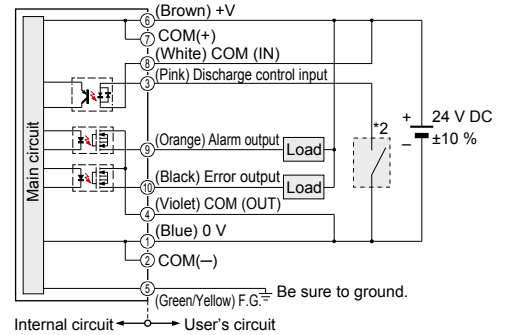 ⑥ (Brown) +V
⑦ COM(+)
⑧ (White) COM (IN)
③ (Pink) Discharge control input
*2
+
24 V DC
±10 %
−
Main circuit
⑨ (Orange) Alarm output
Load
⑩ (Black) Error output
Load
④ (Violet) COM (OUT)
① (Blue) 0 V
② COM(−)
⑤ (Green/Yellow) F.G.
Be sure to ground.
Internal circuit
User's circuit